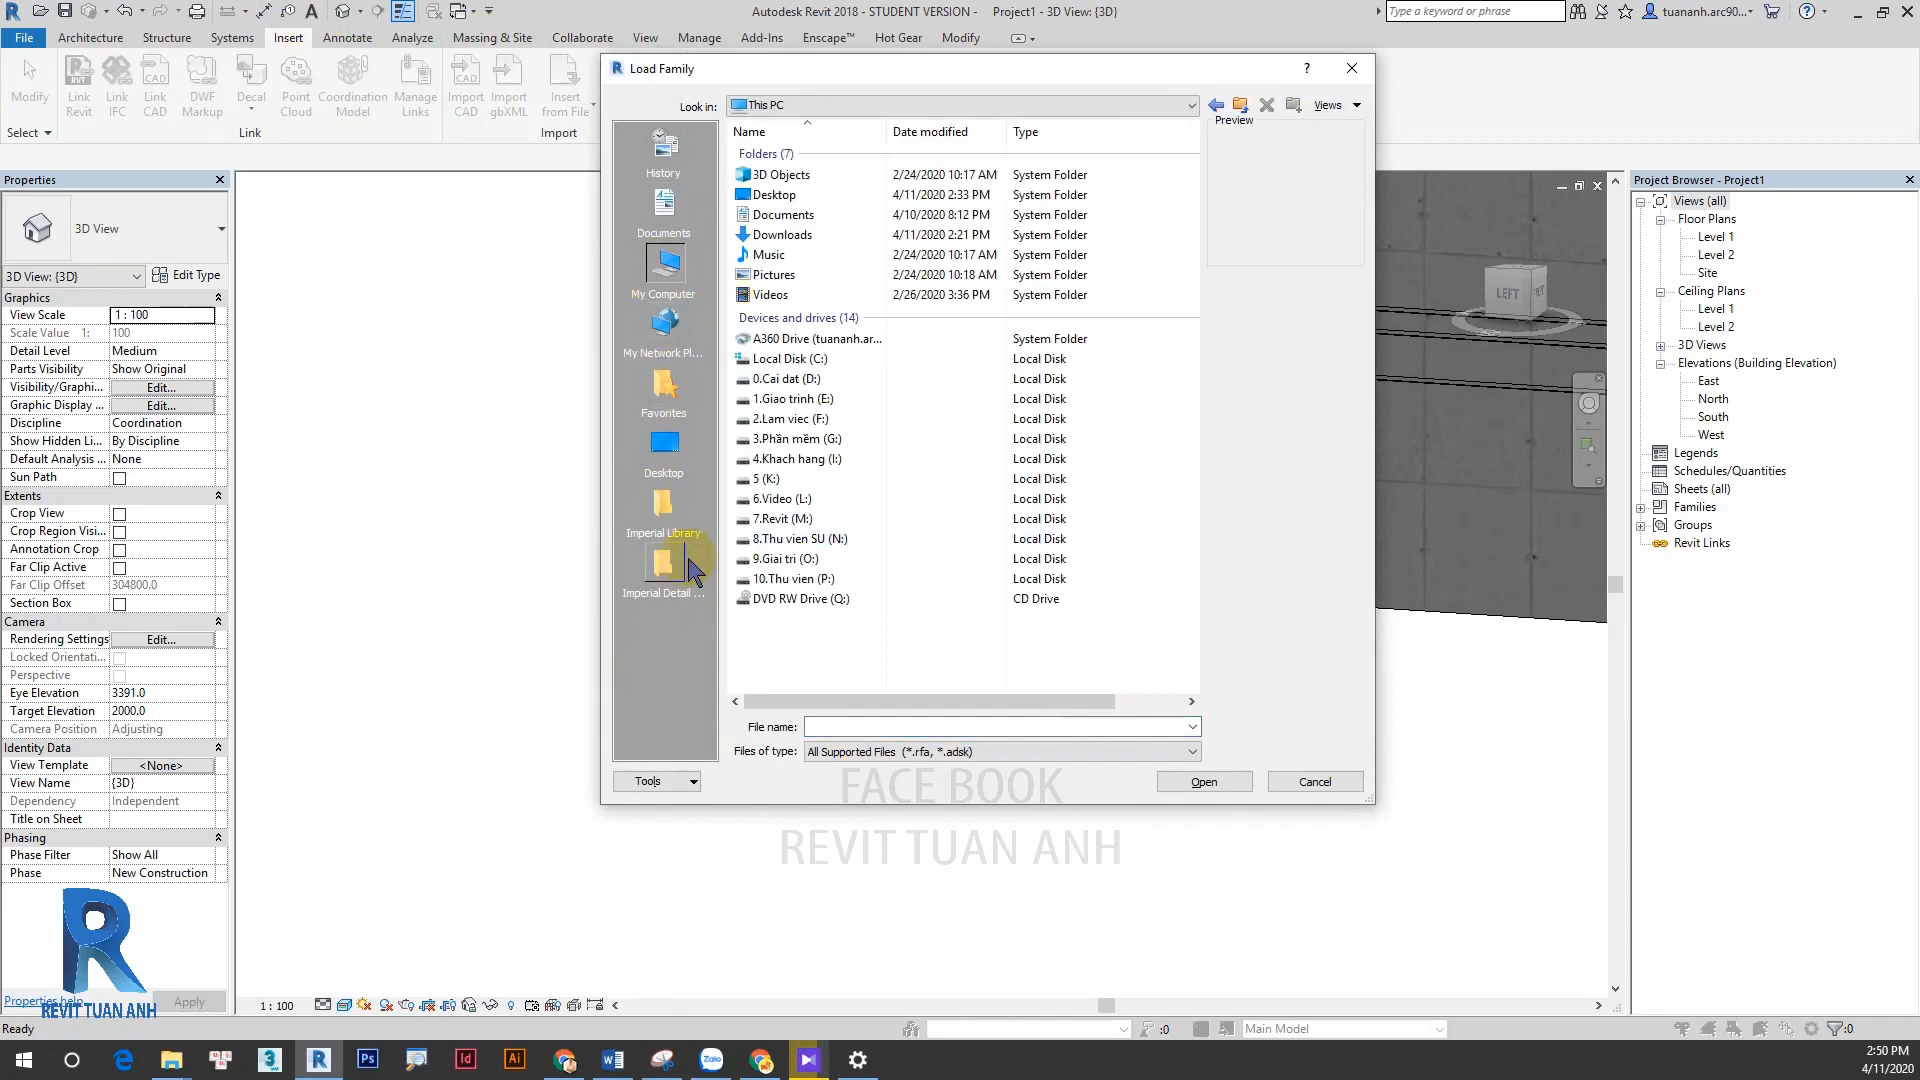 Autodesk Revit 2018 - STUDENT VERSION - Project1 - 3D View: {3D}
Type a keyword or phrase
tuananh.arc90...
File Architecture Structure Systems Insert Annotate Analyze Massing & Site Collaborate View Manage Add-Ins Enscape™ Hot Gear Modify
Modify
Link Revit
Link IFC
Link CAD
DWF Markup
Decal
Point Cloud
Coordination Model
Manage Links
Import CAD
Import gbXML
Insert from File
Select
Link
Import
Properties
3D View
3D View: {3D}
Edit Type
Graphics
View Scale 1 : 100
Scale Value 1: 100
Detail Level Medium
Parts Visibility Show Original
Visibility/Graphi... Edit...
Graphic Display ... Edit...
Discipline Coordination
Show Hidden Li... By Discipline
Default Analysis ... None
Sun Path
Extents
Crop View
Crop Region Visi...
Annotation Crop
Far Clip Active
Far Clip Offset 304800.0
Section Box
Camera
Rendering Settings Edit...
Locked Orientati...
Perspective
Eye Elevation 3391.0
Target Elevation 2000.0
Camera Position Adjusting
Identity Data
View Template <None>
View Name {3D}
Dependency Independent
Title on Sheet
Phasing
Phase Filter Show All
Phase New Construction
Properties help
Apply
REVIT TUAN ANH
Load Family
Look in: This PC
Views
Preview
History
Documents
My Computer
My Network Pl...
Favorites
Desktop
Imperial Library
Imperial Detail ...
Name Date modified Type
Folders (7)
3D Objects 2/24/2020 10:17 AM System Folder
Desktop 4/11/2020 2:33 PM System Folder
Documents 4/10/2020 8:12 PM System Folder
Downloads 4/11/2020 2:21 PM System Folder
Music 2/24/2020 10:17 AM System Folder
Pictures 2/24/2020 10:18 AM System Folder
Videos 2/26/2020 3:36 PM System Folder
Devices and drives (14)
A360 Drive (tuananh.ar... System Folder
Local Disk (C:) Local Disk
0.Cai dat (D:) Local Disk
1.Giao trinh (E:) Local Disk
2.Lam viec (F:) Local Disk
3.Phần mềm (G:) Local Disk
4.Khach hang (I:) Local Disk
5 (K:) Local Disk
6.Video (L:) Local Disk
7.Revit (M:) Local Disk
8.Thu vien SU (N:) Local Disk
9.Giai tri (O:) Local Disk
10.Thu vien (P:) Local Disk
DVD RW Drive (Q:) CD Drive
File name:
Files of type: All Supported Files (*.rfa, *.adsk)
Tools
Open
Cancel
FACE BOOK
REVIT TUAN ANH
LEFT
Project Browser - Project1
Views (all)
Floor Plans
Level 1
Level 2
Site
Ceiling Plans
Level 1
Level 2
3D Views
Elevations (Building Elevation)
East
North
South
West
Legends
Schedules/Quantities
Sheets (all)
Families
Groups
Revit Links
1 : 100
Ready
:0
Main Model
:0
2:50 PM
4/11/2020